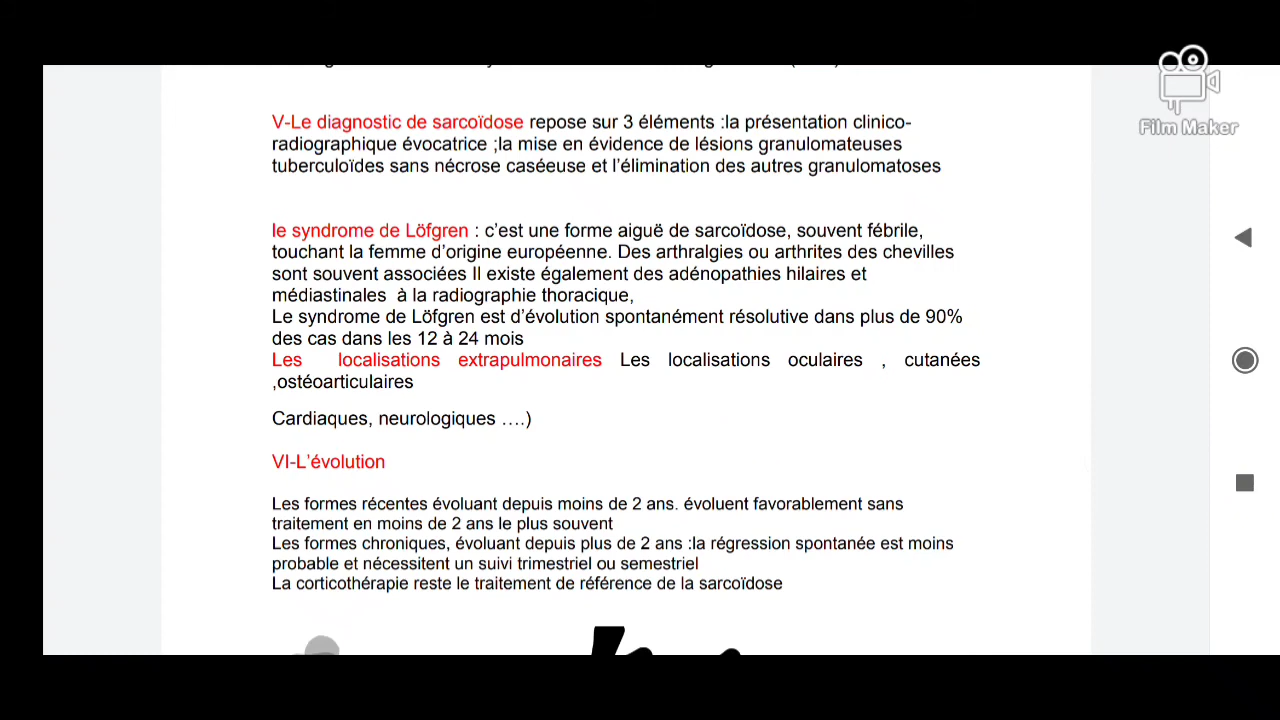 Film Maker
V-Le diagnostic de sarcoïdose repose sur 3 éléments :la présentation clinico-
radiographique évocatrice ;la mise en évidence de lésions granulomateuses
tuberculoïdes sans nécrose caséeuse et l'élimination des autres granulomatoses
le syndrome de Löfgren : c'est une forme aiguë de sarcoïdose, souvent fébrile,
touchant la femme d'origine européenne. Des arthralgies ou arthrites des chevilles
sont souvent associées Il existe également des adénopathies hilaires et
médiastinales à la radiographie thoracique,
Le syndrome de Löfgren est d'évolution spontanément résolutive dans plus de 90%
des cas dans les 12 à 24 mois
Les localisations extrapulmonaires Les localisations oculaires , cutanées
,ostéoarticulaires
Cardiaques, neurologiques ….)
VI-L'évolution
Les formes récentes évoluant depuis moins de 2 ans. évoluent favorablement sans
traitement en moins de 2 ans le plus souvent
Les formes chroniques, évoluant depuis plus de 2 ans :la régression spontanée est moins
probable et nécessitent un suivi trimestriel ou semestriel
La corticothérapie reste le traitement de référence de la sarcoïdose